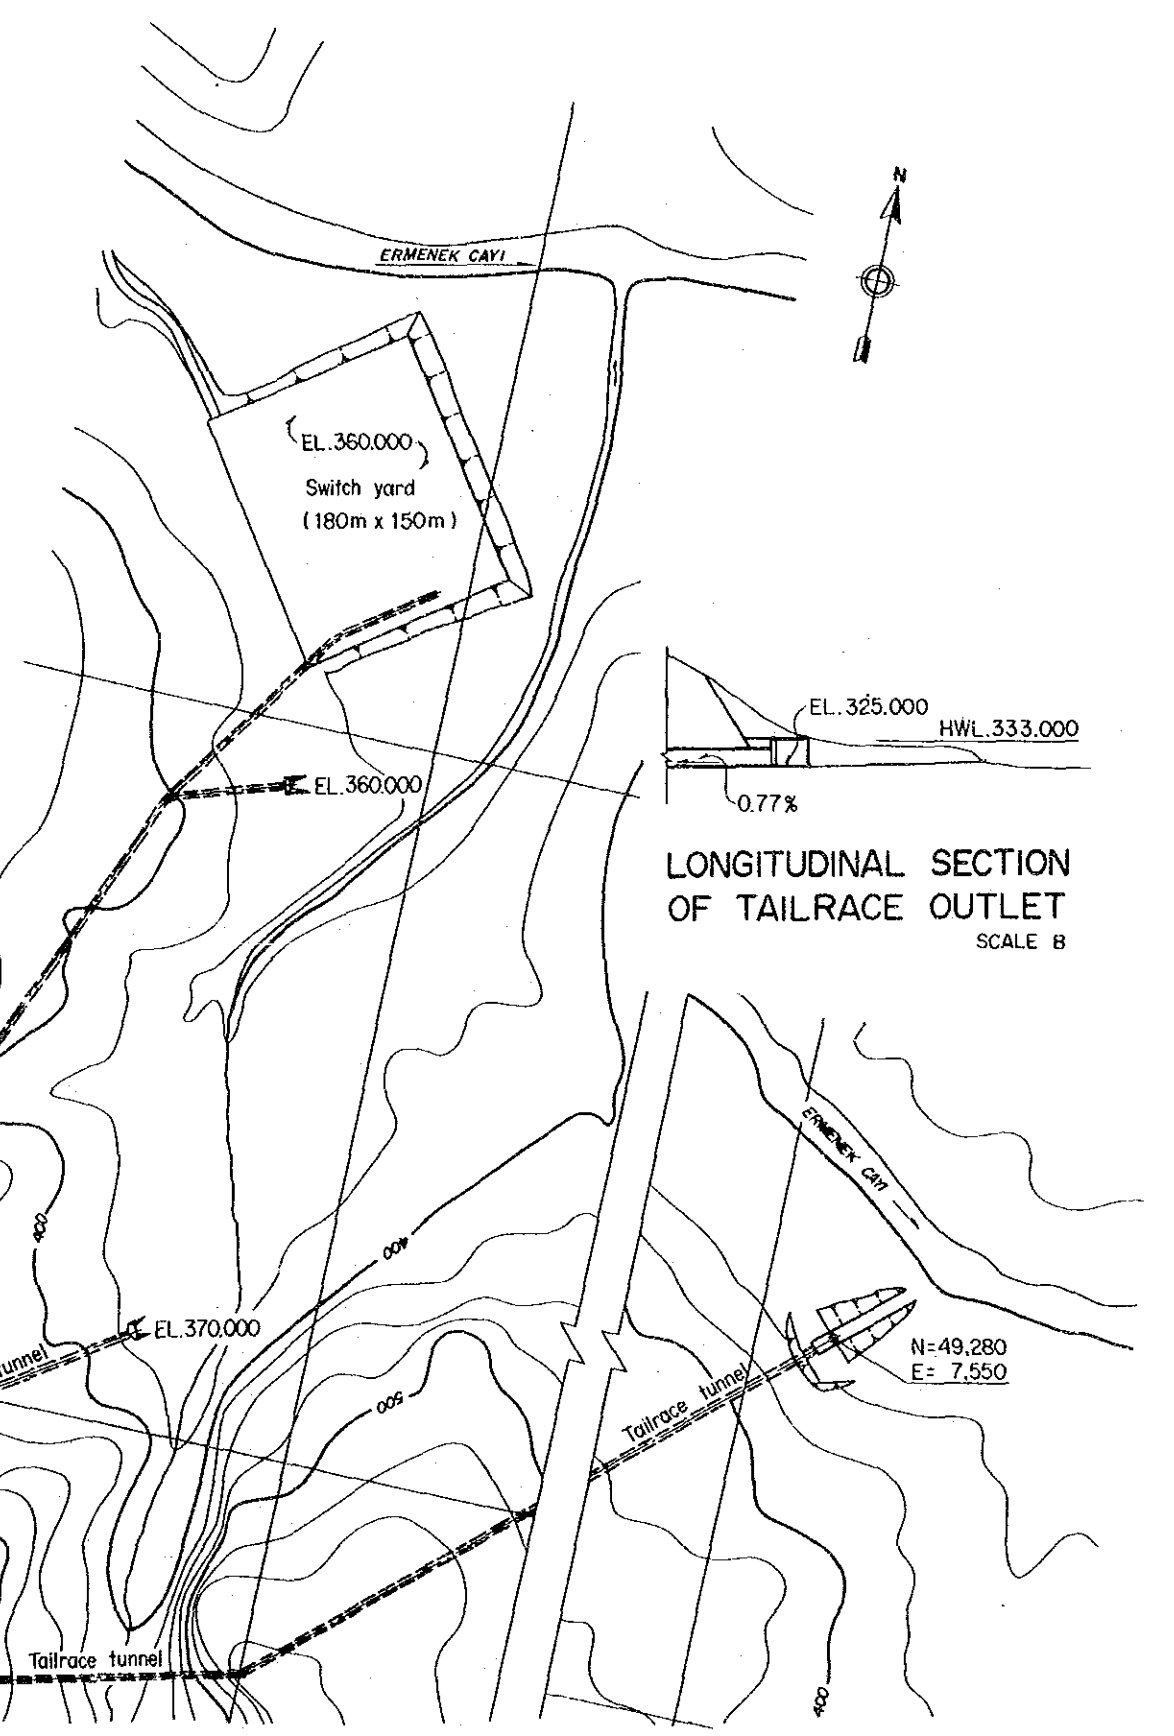 N
ERMENEK CAYI
EL.360.000
Switch yard
(180m x 150m)
EL.325.000
HWL.333.000
EL.360.000
0.77%
LONGITUDINAL SECTION
OF TAILRACE OUTLET
SCALE B
ERMENEK CAYI
400
400
EL.370.000
unnel
N=49,280
E= 7,550
500
Tailrace tunnel
Tailrace tunnel
400